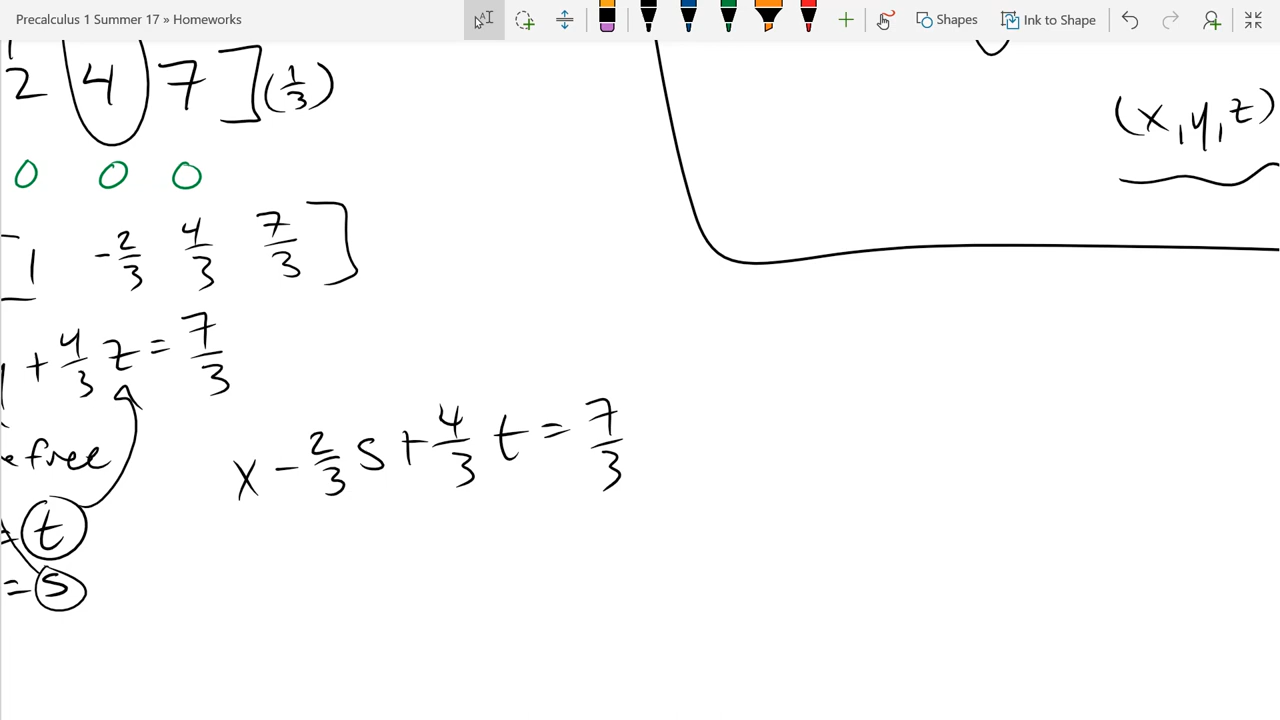 Precalculus 1 Summer 17 » Homeworks
Shapes
Ink to Shape
2 4 7 ] (1/3)
(x, y, z)
0 0 0
1 -2/3 4/3 7/3 ]
+ 4/3 z = 7/3
x - 2/3 s + 4/3 t = 7/3
free
= t
= s